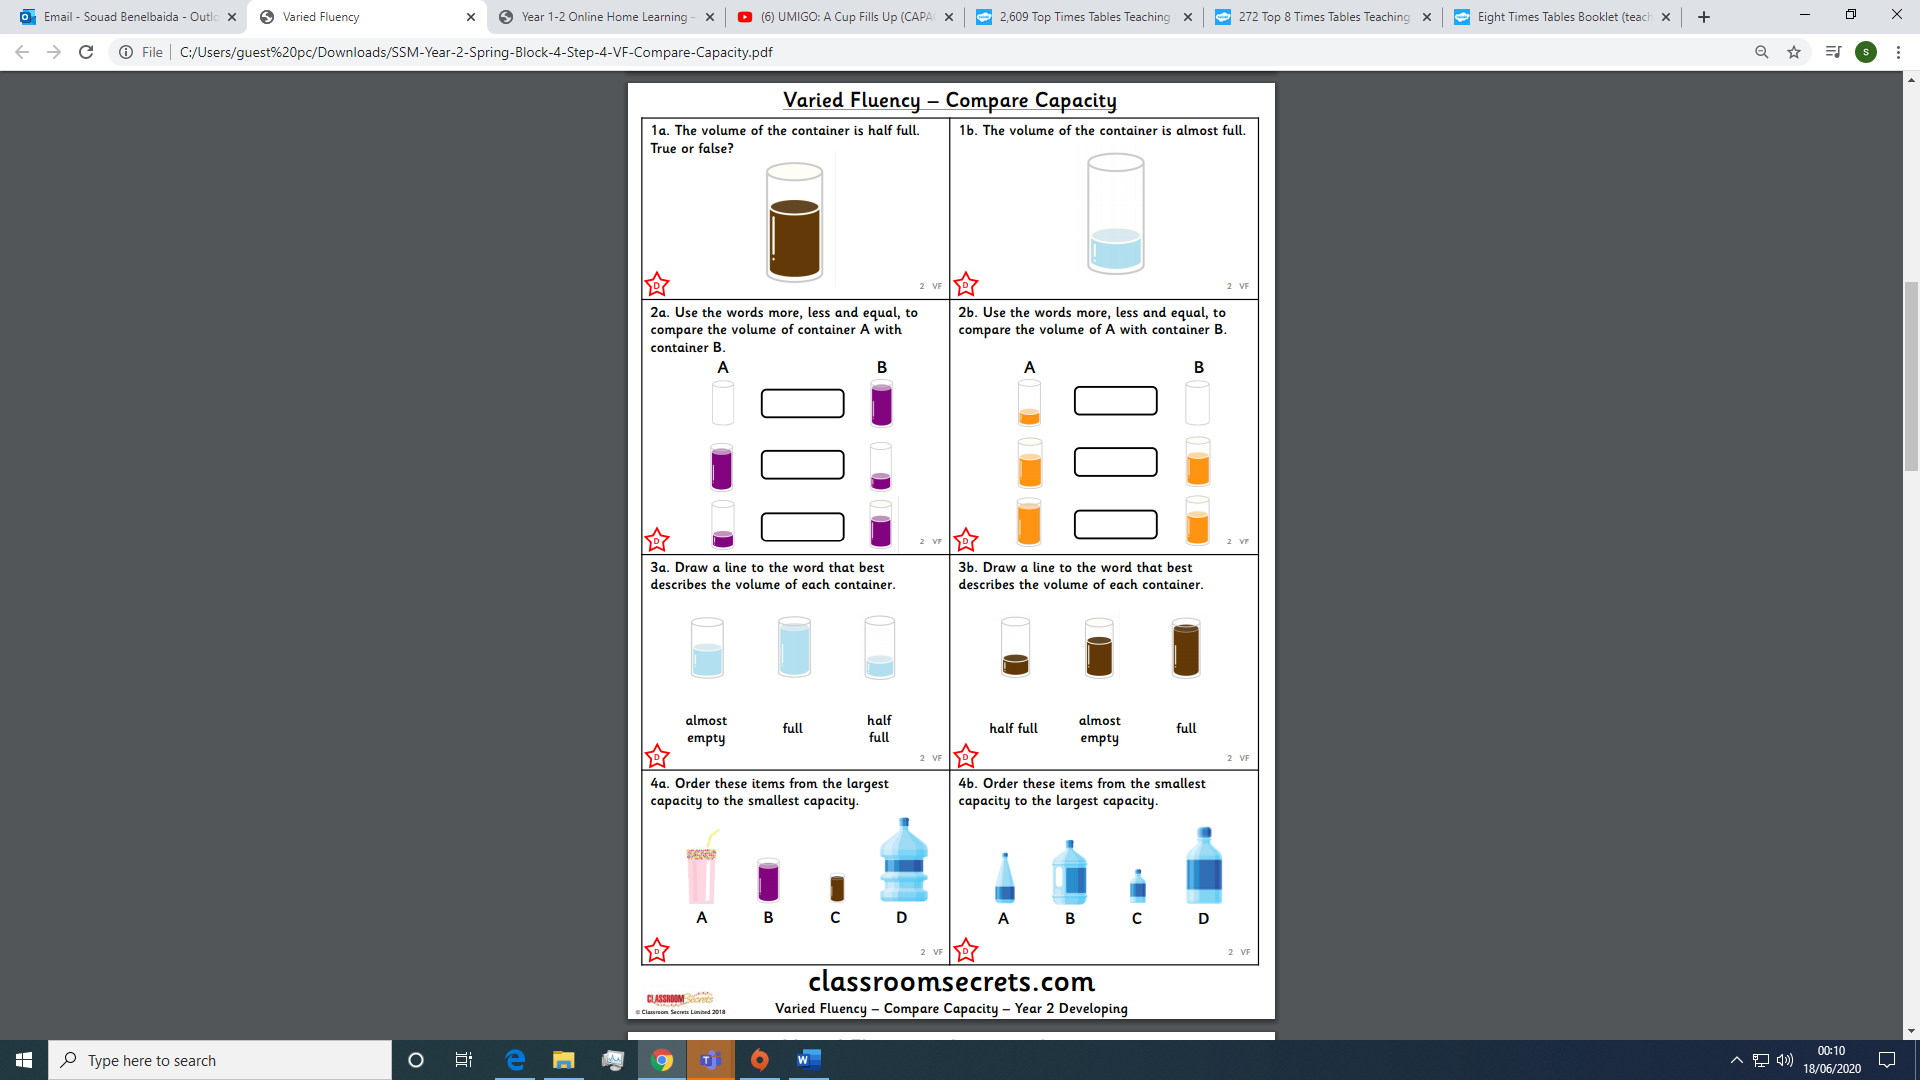 Email - Souad Benelbaida - Outlo
Varied Fluency
Year 1-2 Online Home Learning -
(6) UMIGO: A Cup Fills Up (CAPAC
2,609 Top Times Tables Teaching
272 Top 8 Times Tables Teaching
Eight Times Tables Booklet (teach
File
C:/Users/guest%20pc/Downloads/SSM-Year-2-Spring-Block-4-Step-4-VF-Compare-Capacity.pdf
S
Varied Fluency – Compare Capacity
1a. The volume of the container is half full.
True or false?
D
2 VF
1b. The volume of the container is almost full.
D
2 VF
2a. Use the words more, less and equal, to
compare the volume of container A with
container B.
A B
D
2 VF
2b. Use the words more, less and equal, to
compare the volume of A with container B.
A B
D
2 VF
3a. Draw a line to the word that best
describes the volume of each container.
almost
empty
full
half
full
D
2 VF
3b. Draw a line to the word that best
describes the volume of each container.
half full
almost
empty
full
D
2 VF
4a. Order these items from the largest
capacity to the smallest capacity.
A B C D
D
2 VF
4b. Order these items from the smallest
capacity to the largest capacity.
A B C D
D
2 VF
classroomsecrets.com
CLASSROOM Secrets
© Classroom Secrets Limited 2018
Varied Fluency – Compare Capacity – Year 2 Developing
Type here to search
00:10
18/06/2020